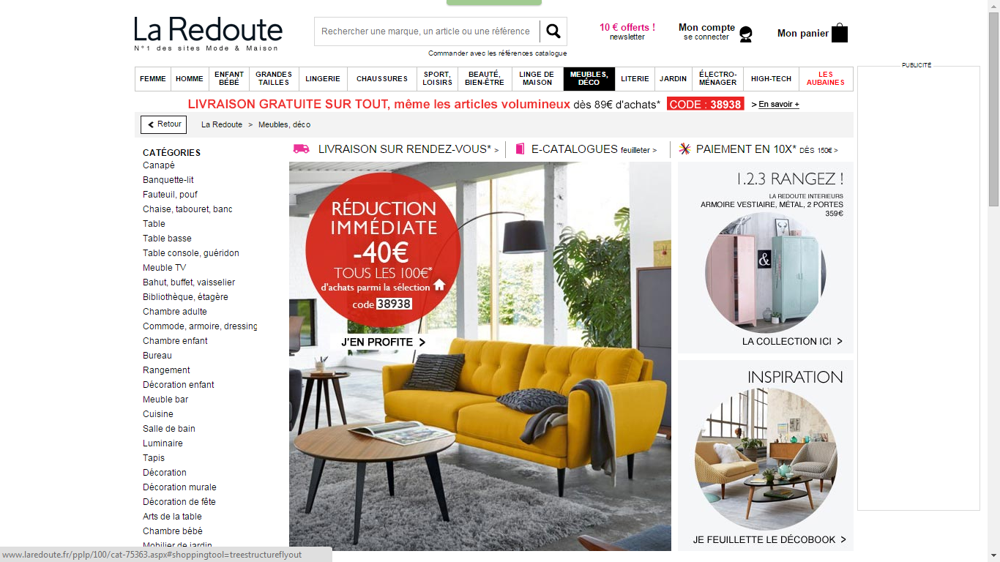 La Redoute
N°1 des sites Mode & Maison
Rechercher une marque, un article ou une référence
Commander avec les références catalogue
10 € offerts !
newsletter
Mon compte
se connecter
Mon panier
FEMME
HOMME
ENFANT
BÉBÉ
GRANDES
TAILLES
LINGERIE
CHAUSSURES
SPORT,
LOISIRS
BEAUTÉ,
BIEN-ÊTRE
LINGE DE
MAISON
MEUBLES,
DÉCO
LITERIE
JARDIN
ÉLECTRO-
MÉNAGER
HIGH-TECH
LES
AUBAINES
PUBLICITÉ
LIVRAISON GRATUITE SUR TOUT, même les articles volumineux dès 89€ d'achats* CODE : 38938 > En savoir +
Retour
La Redoute > Meubles, déco
CATÉGORIES
Canapé
Banquette-lit
Fauteuil, pouf
Chaise, tabouret, banc
Table
Table basse
Table console, guéridon
Meuble TV
Bahut, buffet, vaisselier
Bibliothèque, étagère
Chambre adulte
Commode, armoire, dressing
Chambre enfant
Bureau
Rangement
Décoration enfant
Meuble bar
Cuisine
Salle de bain
Luminaire
Tapis
Décoration
Décoration murale
Décoration de fête
Arts de la table
Chambre bébé
Mobilier de jardin
LIVRAISON SUR RENDEZ-VOUS* >
E-CATALOGUES feuilleter >
PAIEMENT EN 10X* DÈS 150€ >
RÉDUCTION
IMMÉDIATE
-40€
TOUS LES 100€*
d'achats parmi la sélection
code 38938
J'EN PROFITE >
1.2.3 RANGEZ !
LA REDOUTE INTERIEURS
ARMOIRE VESTIAIRE, MÉTAL, 2 PORTES
359€
&
LA COLLECTION ICI >
INSPIRATION
JE FEUILLETTE LE DÉCOBOOK >
www.laredoute.fr/pplp/100/cat-75363.aspx#shoppingtool=treestructureflyout